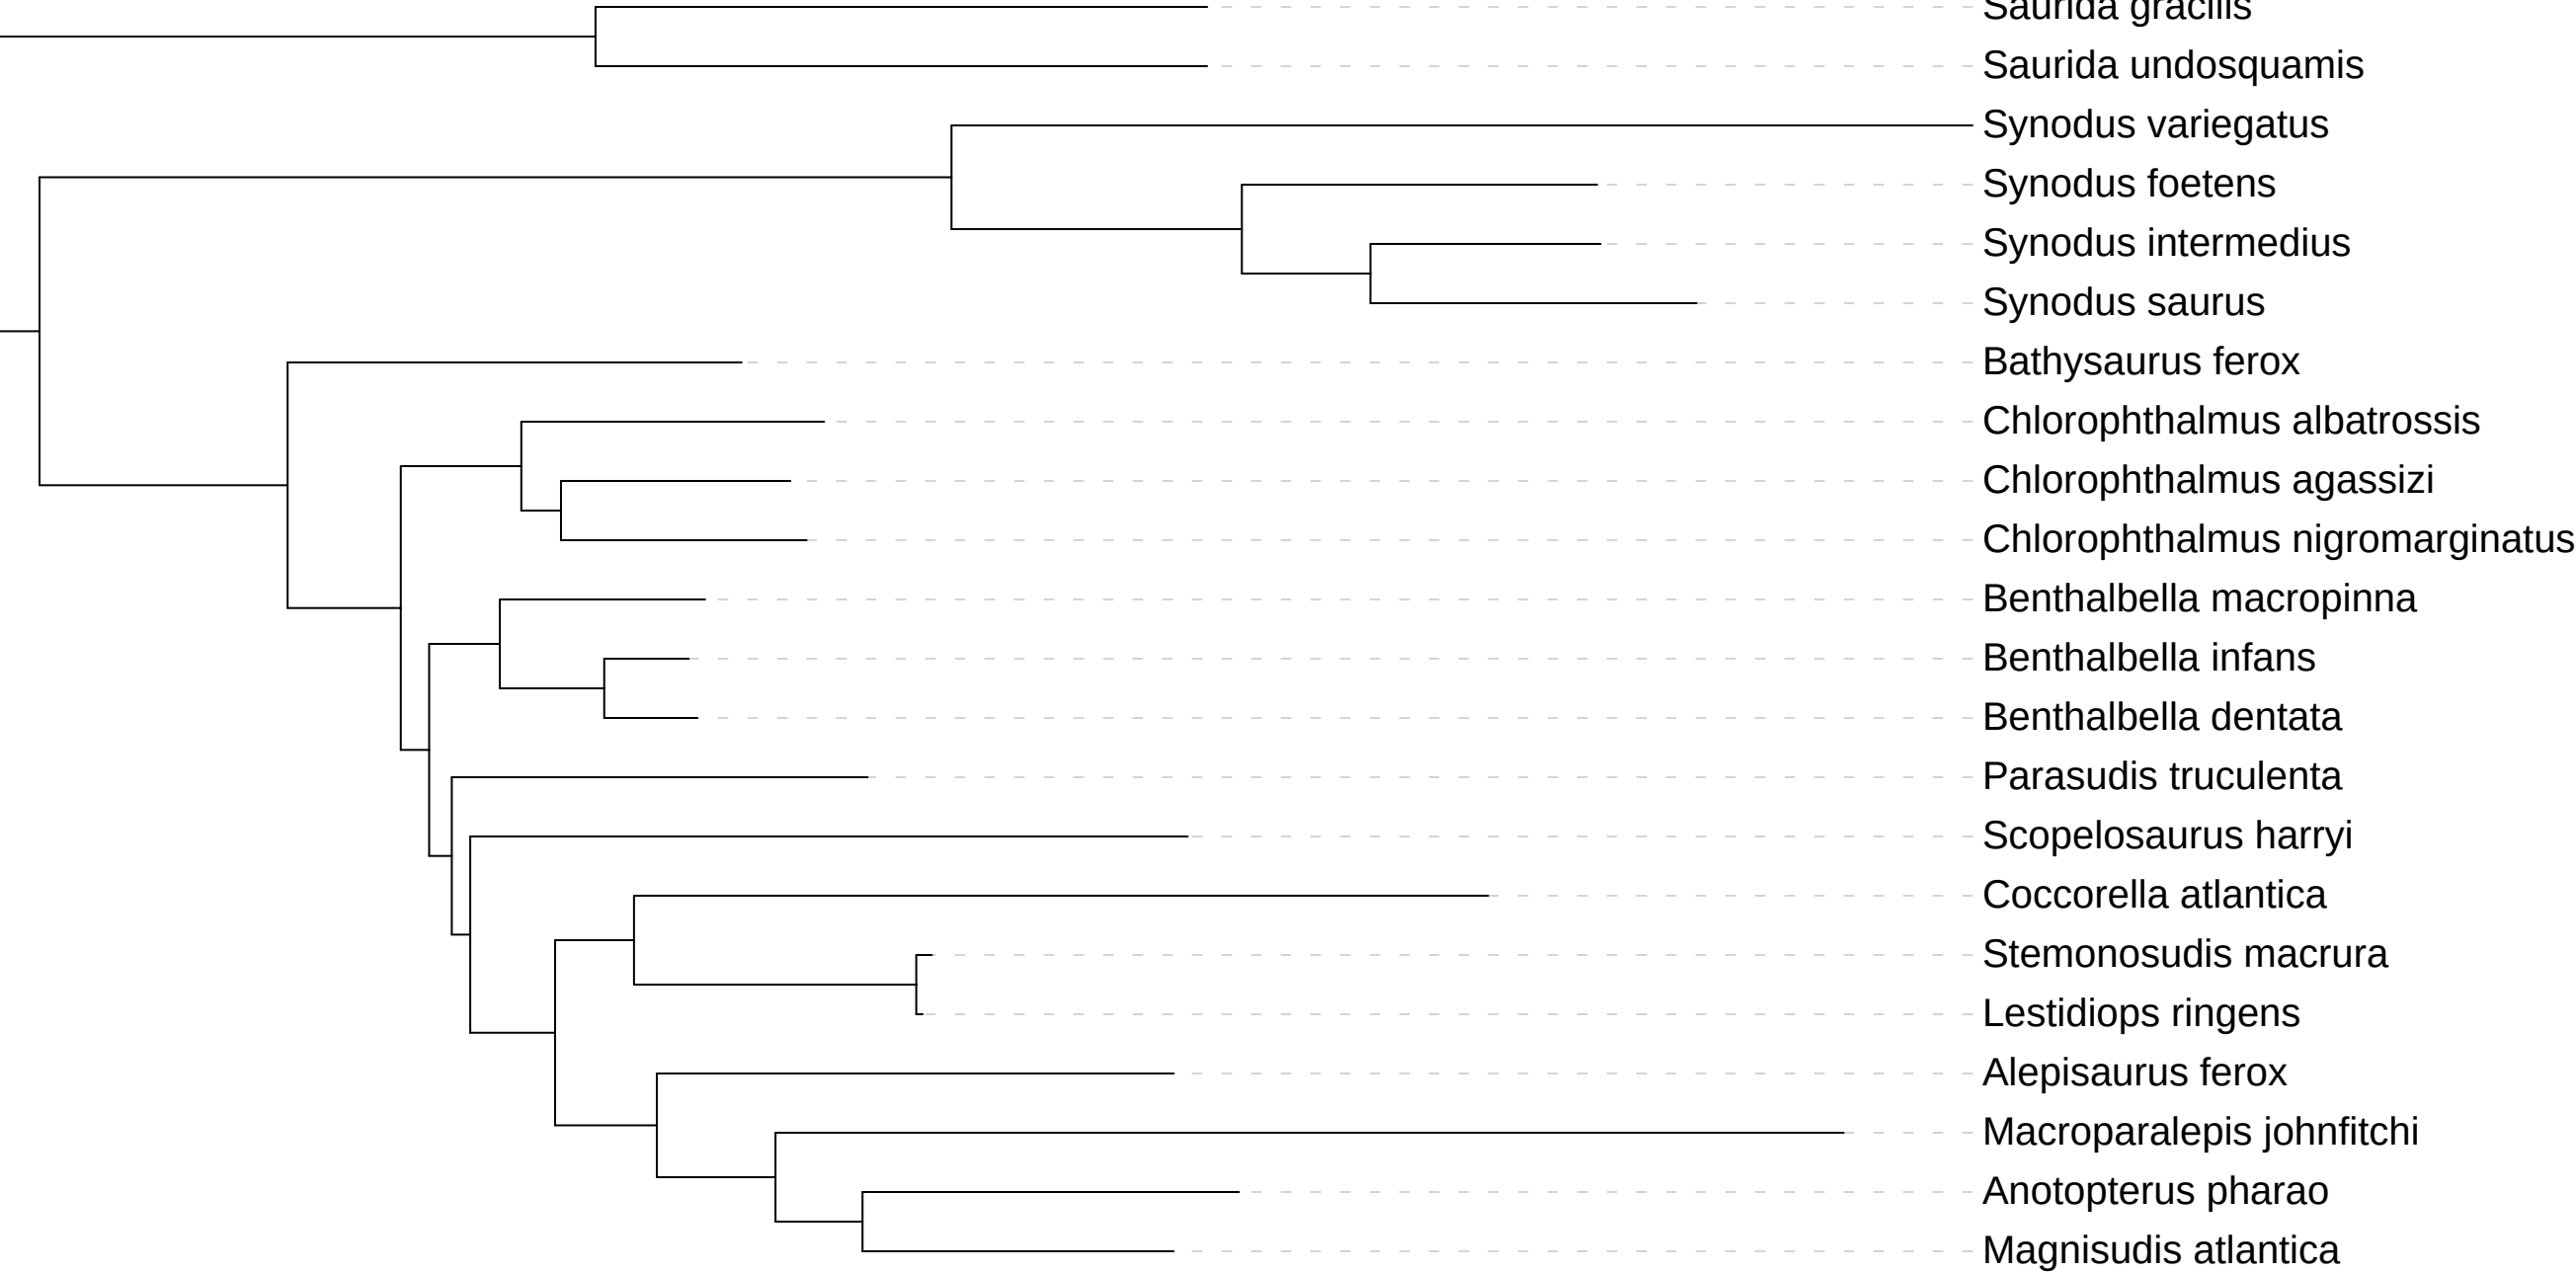 Saurida gracilis
Saurida undosquamis
Synodus variegatus
Synodus foetens
Synodus intermedius
Synodus saurus
Bathysaurus ferox
Chlorophthalmus albatrossis
Chlorophthalmus agassizi
Chlorophthalmus nigromarginatus
Benthalbella macropinna
Benthalbella infans
Benthalbella dentata
Parasudis truculenta
Scopelosaurus harryi
Coccorella atlantica
Stemonosudis macrura
Lestidiops ringens
Alepisaurus ferox
Macroparalepis johnfitchi
Anotopterus pharao
Magnisudis atlantica